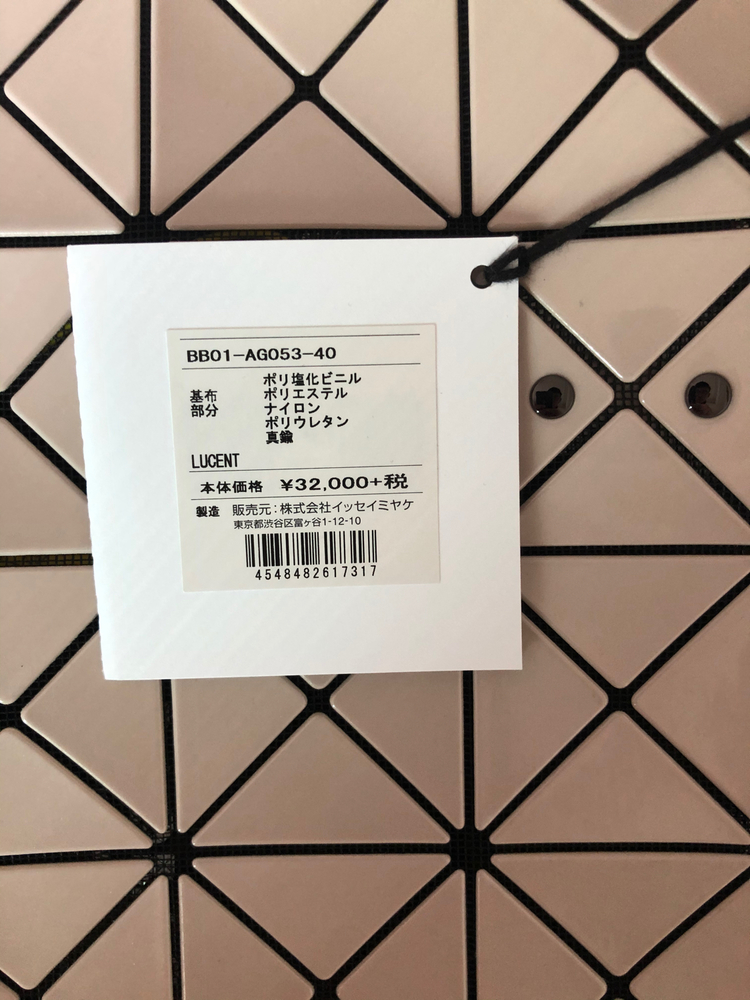 BB01-AG053-40
ポリ塩化ビニル
基布 ポリエステル
部分 ナイロン
ポリウレタン
真鍮
LUCENT
本体価格 ¥32,000+税
製造 販売元:株式会社イッセイミヤケ
東京都渋谷区富ヶ谷1-12-10
4548482617317